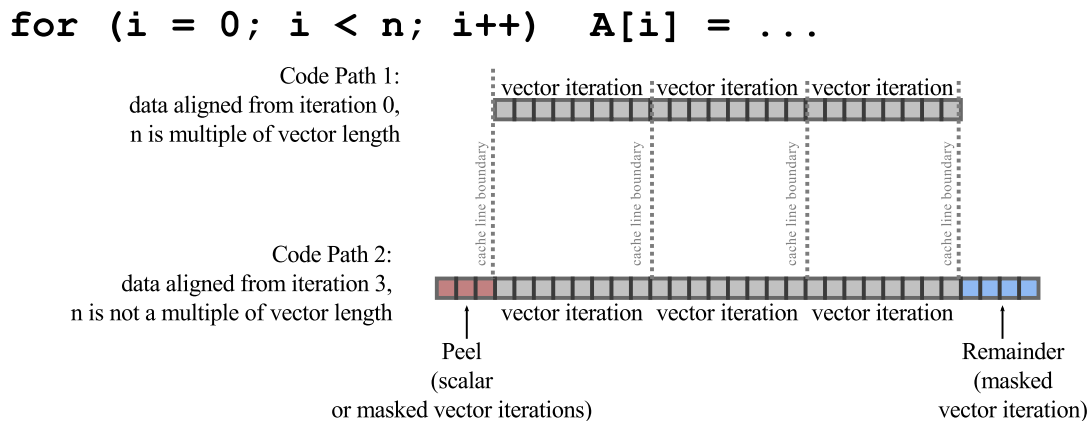 for (i = 0; i < n; i++)  A[i] = ...
Code Path 1:
data aligned from iteration 0,
n is multiple of vector length
vector iteration vector iteration vector iteration
cache line boundary
cache line boundary
cache line boundary
cache line boundary
Code Path 2:
data aligned from iteration 3,
n is not a multiple of vector length
vector iteration vector iteration vector iteration
Peel
(scalar
or masked vector iterations)
Remainder
(masked
vector iteration)